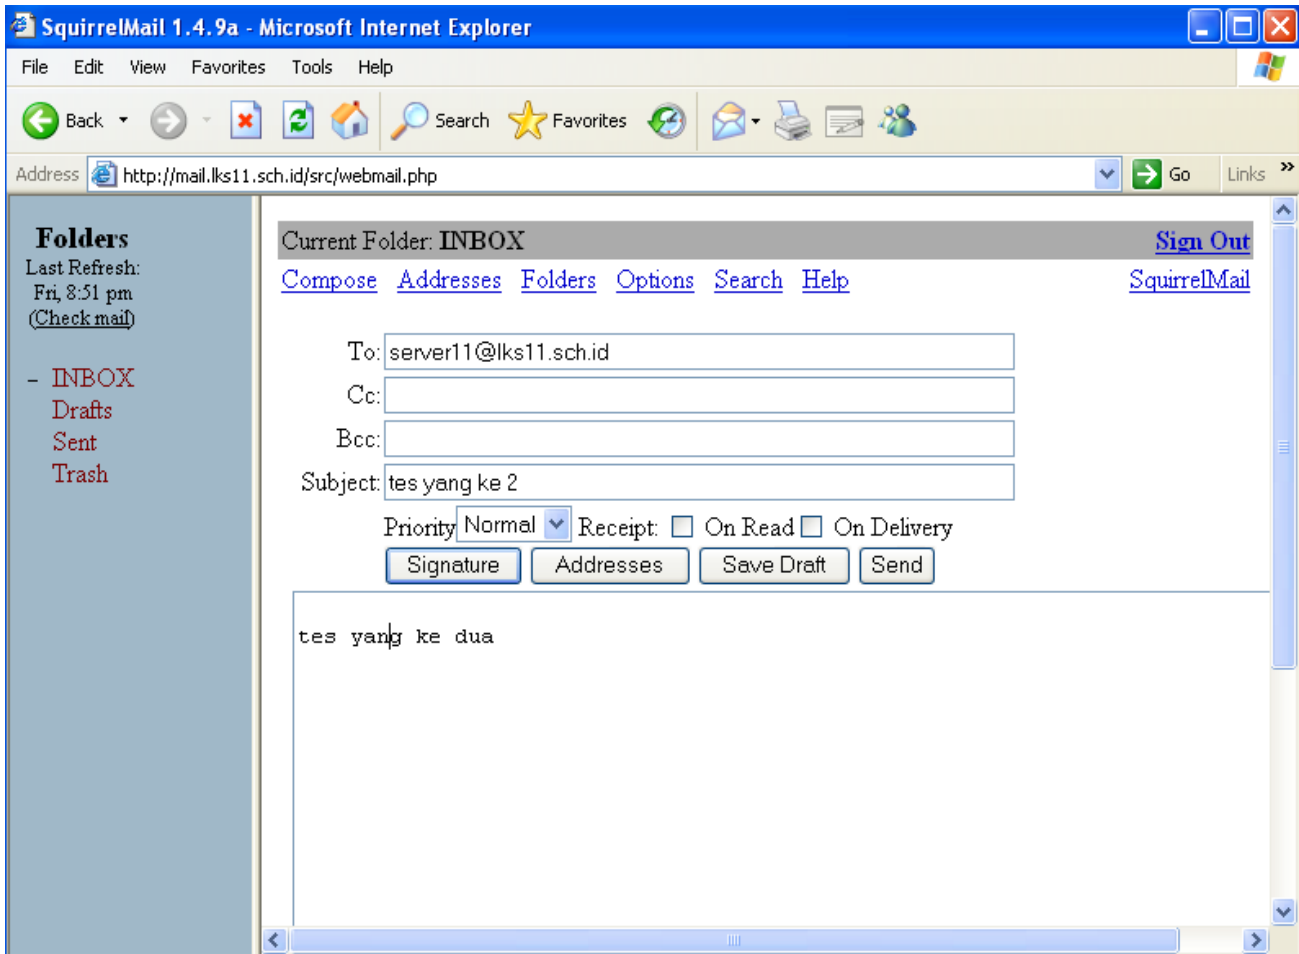 SquirrelMail 1.4.9a - Microsoft Internet Explorer
File Edit View Favorites Tools Help
Back Search Favorites
Address http://mail.lks11.sch.id/src/webmail.php Go Links »
Folders
Last Refresh:
Fri, 8:51 pm
(Check mail)
– INBOX
Drafts
Sent
Trash
Current Folder: INBOX Sign Out
Compose Addresses Folders Options Search Help SquirrelMail
To: server11@lks11.sch.id
Cc:
Bcc:
Subject: tes yang ke 2
Priority Normal Receipt: On Read On Delivery
Signature Addresses Save Draft Send
tes yang ke dua